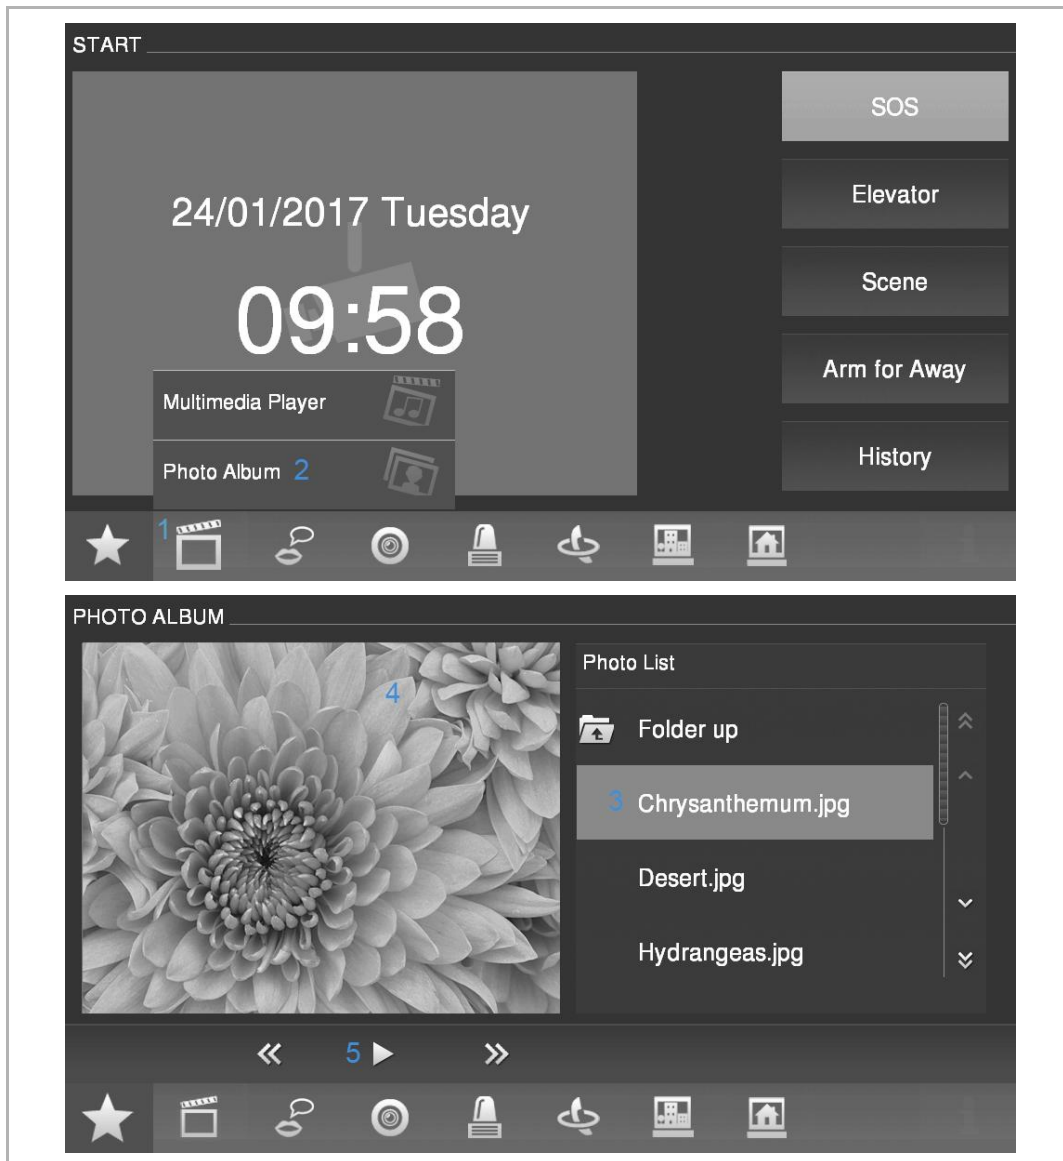 START
SOS
Elevator
24/01/2017 Tuesday
Scene
09:58
Arm for Away
Multimedia Player
History
Photo Album 2
1
PHOTO ALBUM
Photo List
4
Folder up
3 Chrysanthemum.jpg
Desert.jpg
Hydrangeas.jpg
5